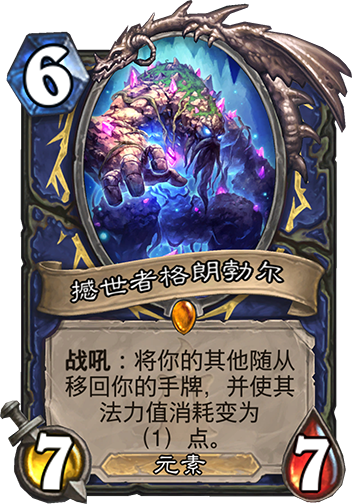 6
撼世者格朗勃尔
战吼：将你的其他随从
移回你的手牌，并使其
法力值消耗变为
（1）点。
元素
7
7